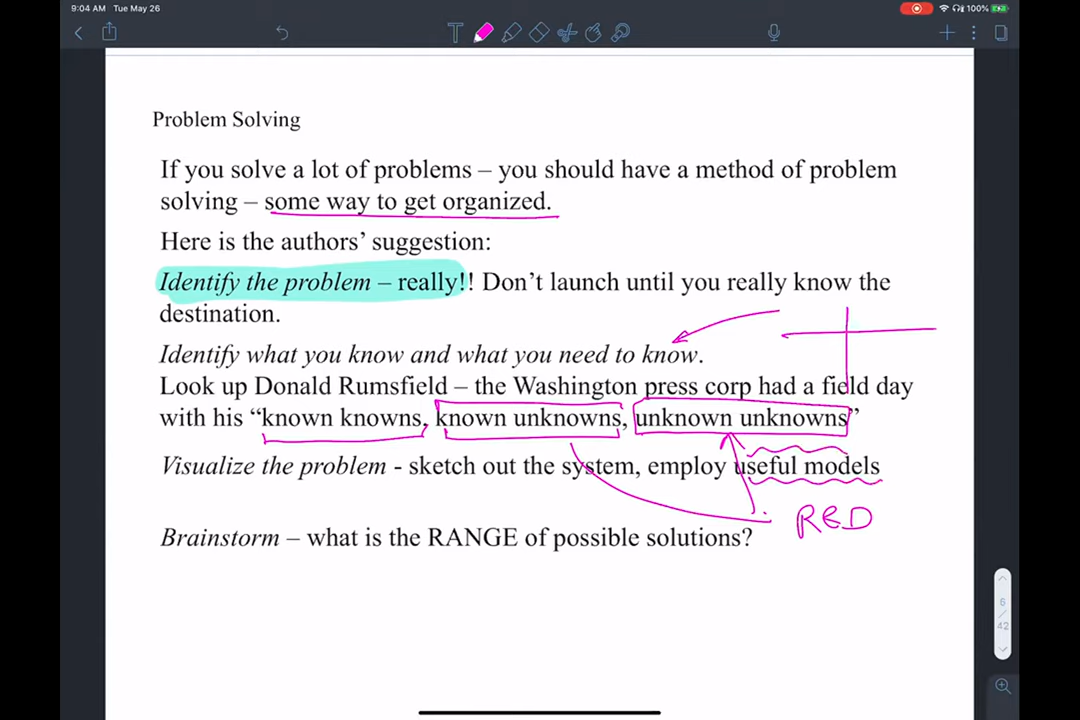 9:04 AM Tue May 26
100%
Problem Solving
If you solve a lot of problems – you should have a method of problem
solving – some way to get organized.
Here is the authors’ suggestion:
Identify the problem – really!! Don’t launch until you really know the
destination.
Identify what you know and what you need to know.
Look up Donald Rumsfield – the Washington press corp had a field day
with his “known knowns, known unknowns, unknown unknowns”
Visualize the problem - sketch out the system, employ useful models
RED
Brainstorm – what is the RANGE of possible solutions?
6
/
42